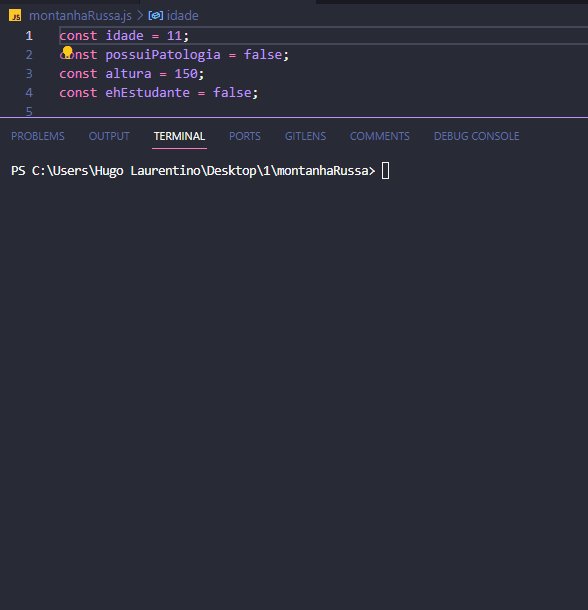 JS montanhaRussa.js > idade
1 const idade = 11;
2 const possuiPatologia = false;
3 const altura = 150;
4 const ehEstudante = false;
5
PROBLEMS OUTPUT TERMINAL PORTS GITLENS COMMENTS DEBUG CONSOLE
PS C:\Users\Hugo Laurentino\Desktop\1\montanhaRussa>